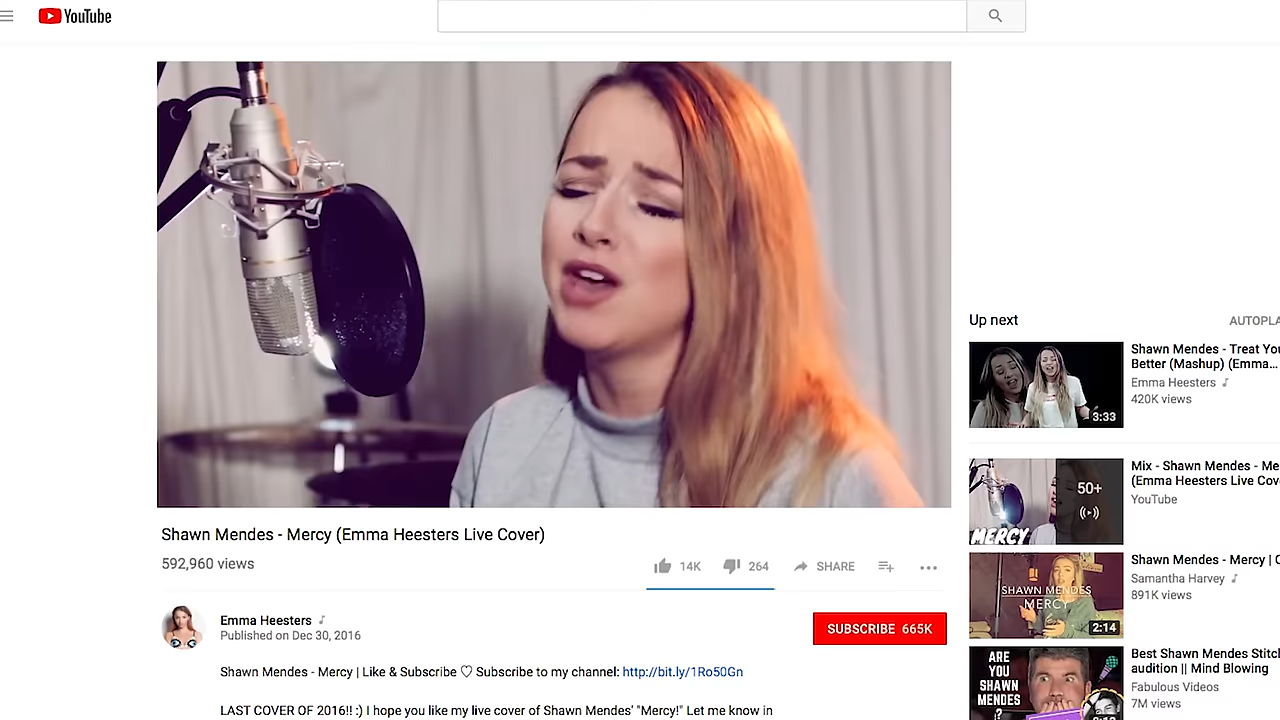 YouTube
Shawn Mendes - Mercy (Emma Heesters Live Cover)
592,960 views
14K
264
SHARE
Emma Heesters
Published on Dec 30, 2016
SUBSCRIBE 665K
Shawn Mendes - Mercy | Like & Subscribe ♡ Subscribe to my channel: http://bit.ly/1Ro50Gn
LAST COVER OF 2016!! :) I hope you like my live cover of Shawn Mendes' "Mercy!" Let me know in
Up next
AUTOPLA
3:33
Shawn Mendes - Treat You
Better (Mashup) (Emma...
Emma Heesters
420K views
50+
MERCY
Mix - Shawn Mendes - Me
(Emma Heesters Live Cov
YouTube
SHAWN MENDES
MERCY
2:14
Shawn Mendes - Mercy | C
Samantha Harvey
891K views
ARE
YOU
SHAWN
MENDES
?
Best Shawn Mendes Stitch
audition || Mind Blowing
Fabulous Videos
7M views